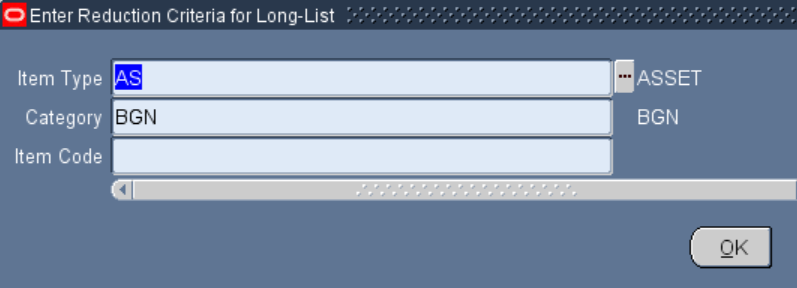 Enter Reduction Criteria for Long-List
Item Type AS ... ASSET
Category BGN BGN
Item Code
OK